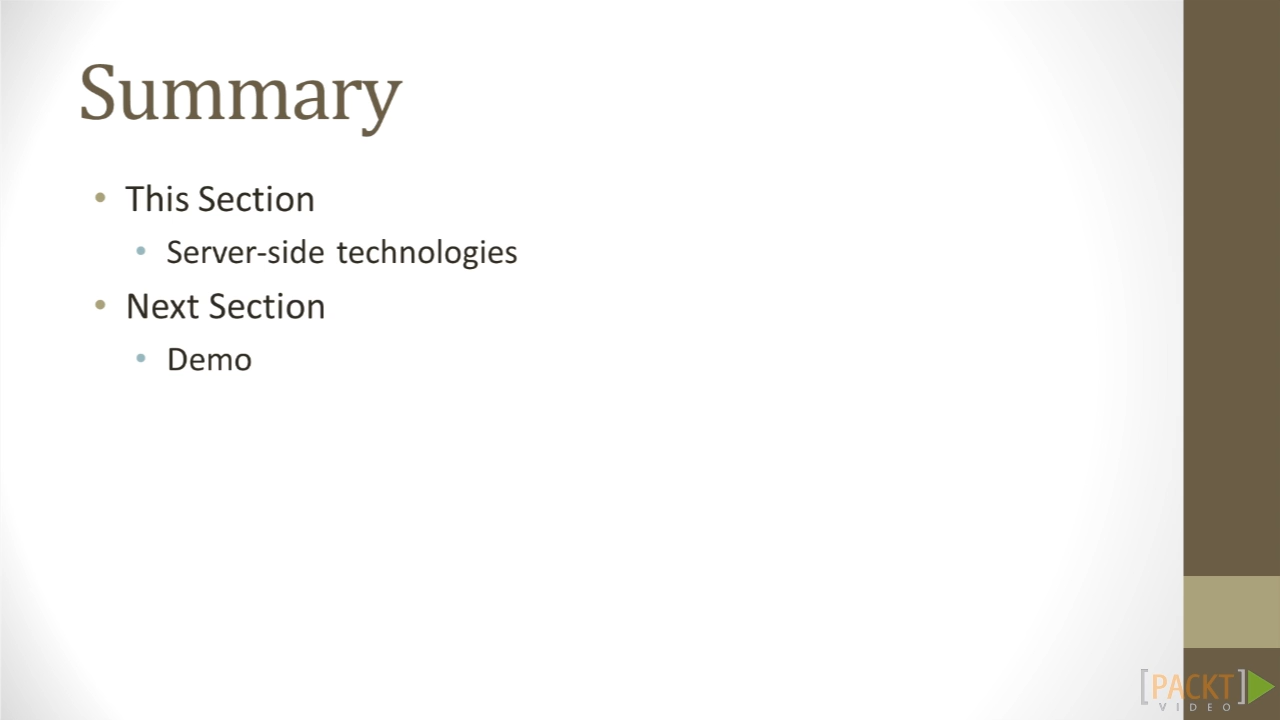 Summary
This Section
Server-side technologies
Next Section
Demo
[PACKT]
VIDEO